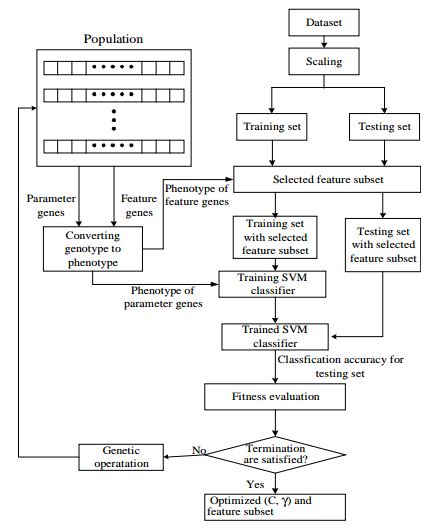 Dataset
Population
Scaling
Training set
Testing set
Selected feature subset
Parameter
genes
Feature
genes
Phenotype of
feature genes
Converting
genotype to
phenotype
Training set
with selected
feature subset
Testing set
with selected
feature subset
Phenotype of
parameter genes
Training SVM
classifier
Trained SVM
classifier
Classfication accuracy for
testing set
Fitness evaluation
Termination
are satisfied?
No
Genetic
operatation
Yes
Optimized (C, γ) and
feature subset